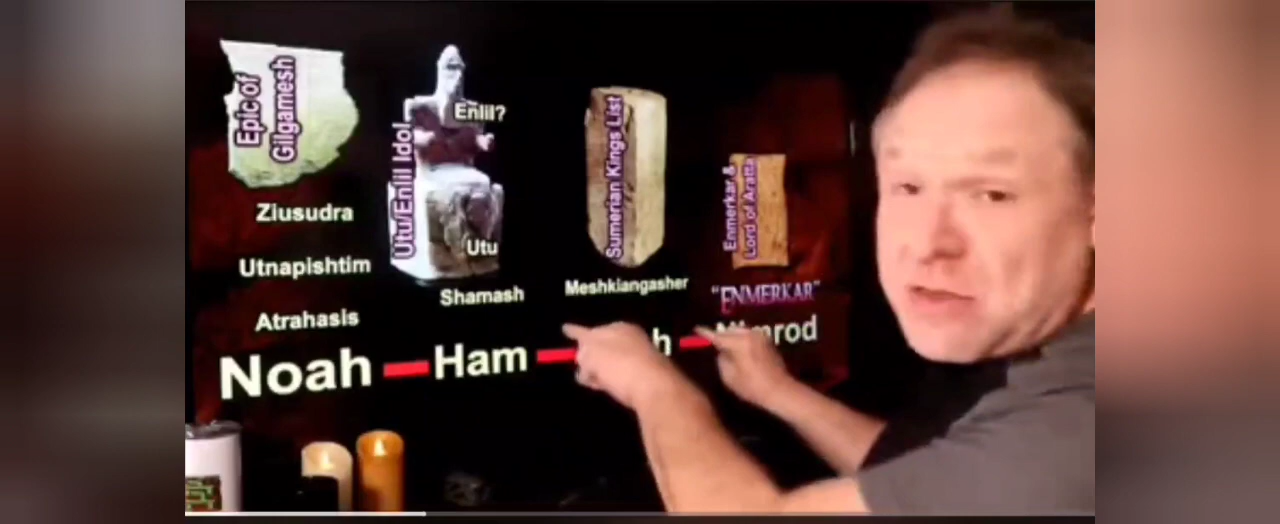 Epic of
Gilgamesh
Ziusudra
Utnapishtim
Atrahasis
Utu/Enlil Idol
Enlil?
Utu
Shamash
Sumerian Kings List
Meshkiangasher
Enmerkar &
Lord of Aratta
"ENMERKAR"
Noah — Ham — h — Nimrod